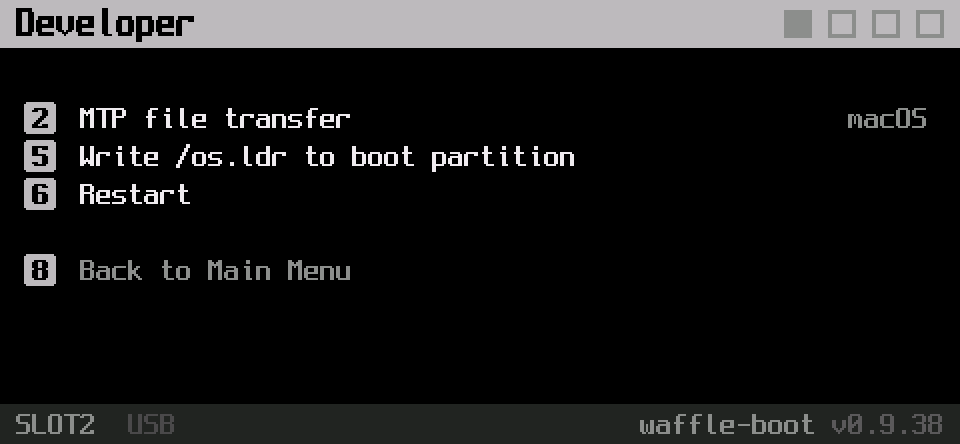 Developer
2 MTP file transfer macOS
5 Write /os.ldr to boot partition
6 Restart
8 Back to Main Menu
SLOT2 USB waffle-boot v0.9.38